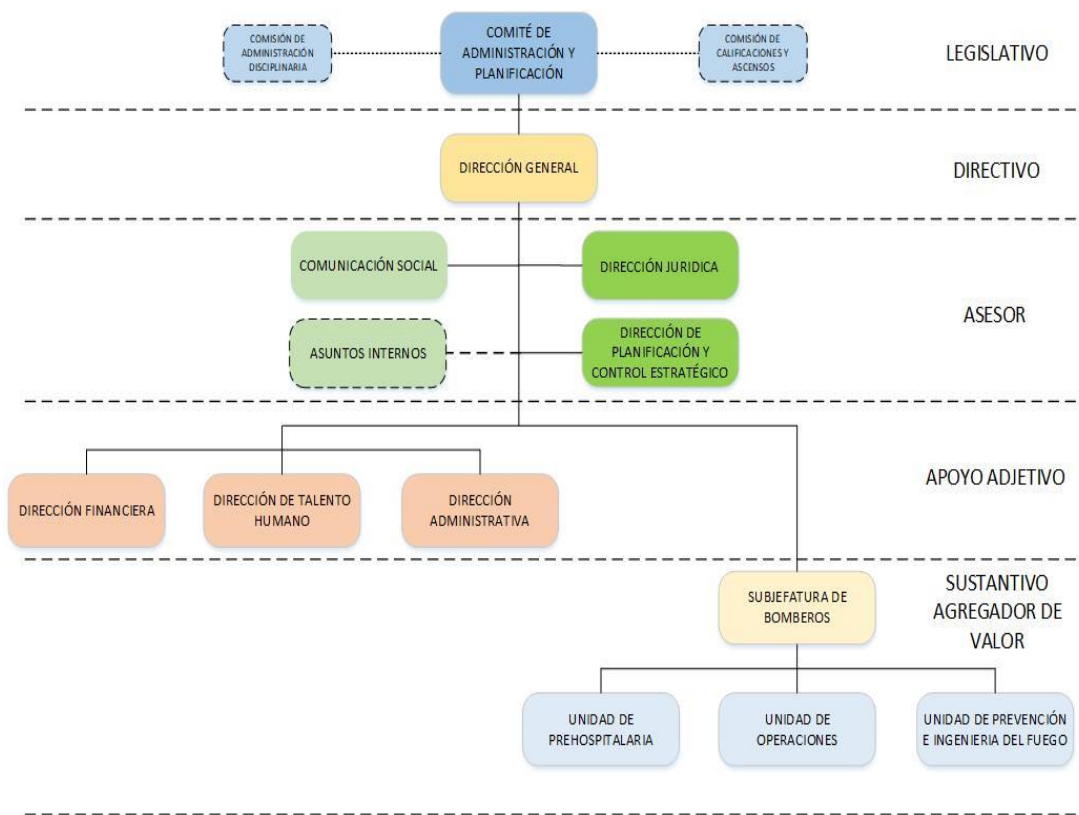 COMISIÓN DE
ADMINISTRACIÓN
DISCIPLINARIA
COMITÉ DE
ADMINISTRACIÓN Y
PLANIFICACIÓN
COMISIÓN DE
CALIFICACIONES Y
ASCENSOS
LEGISLATIVO
DIRECCIÓN GENERAL
DIRECTIVO
COMUNICACIÓN SOCIAL
DIRECCIÓN JURIDICA
ASUNTOS INTERNOS
DIRECCIÓN DE
PLANIFICACIÓN Y
CONTROL ESTRATÉGICO
ASESOR
DIRECCIÓN FINANCIERA
DIRECCIÓN DE TALENTO
HUMANO
DIRECCIÓN
ADMINISTRATIVA
APOYO ADJETIVO
SUBJEFATURA DE
BOMBEROS
SUSTANTIVO
AGREGADOR DE
VALOR
UNIDAD DE
PREHOSPITALARIA
UNIDAD DE
OPERACIONES
UNIDAD DE PREVENCIÓN
E INGENIERIA DEL FUEGO